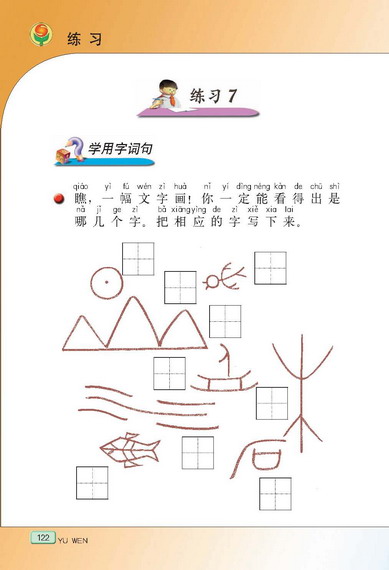 练 习
练习 7
学用字词句
qiáo yì fú wén zì huà nǐ yí dìng néng kàn de chū shì
瞧，一幅文字画！你一定能看得出是
nǎ jǐ ge zì bǎ xiāng yìng de zì xiě xia lai
哪几个字。把相应的字写下来。
122 YU WEN